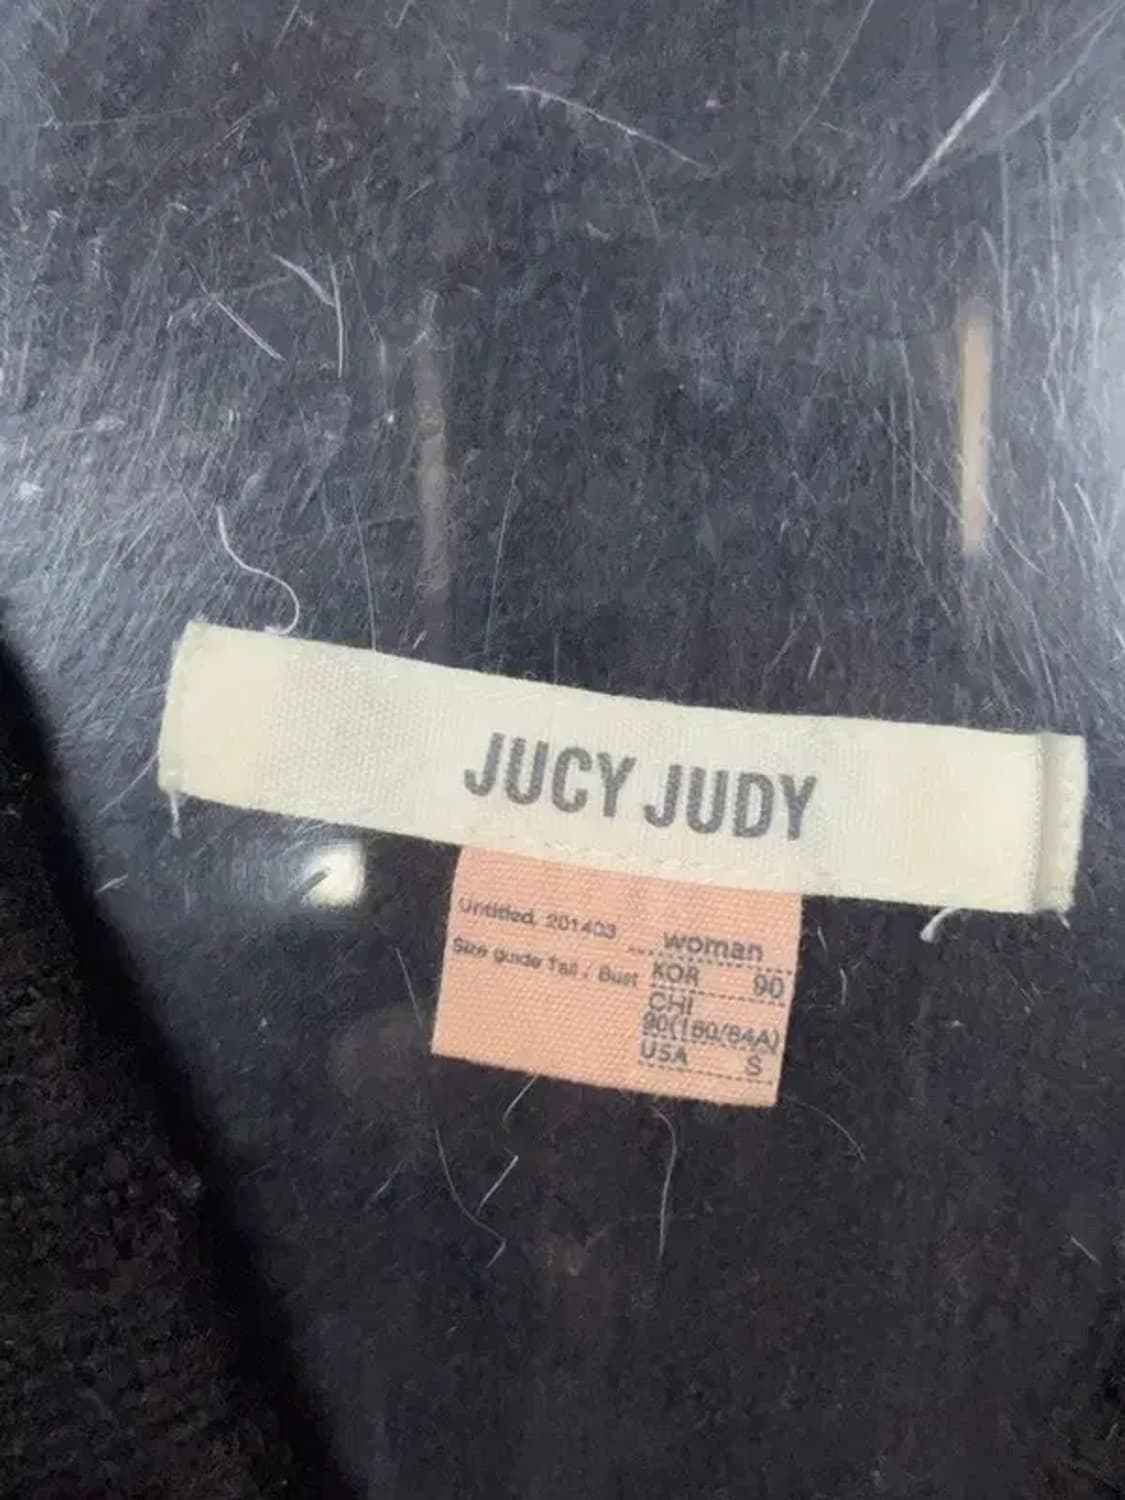 JUCY JUDY
Untitled, 201403
Size guide Tall / Bust
woman
KOR 90
CHI
90(160/84A)
USA S